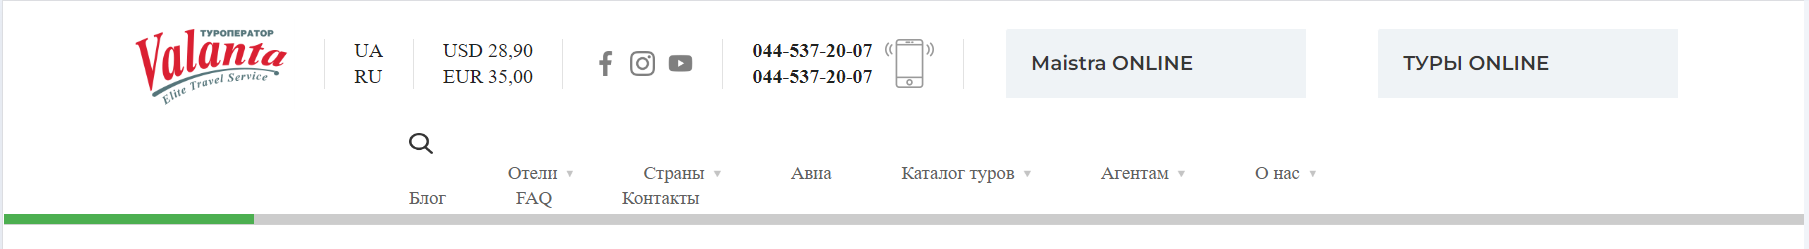 ТУРОПЕРАТОР
Valanta
Elite Travel Service
UA
RU
USD 28,90
EUR 35,00
044-537-20-07
044-537-20-07
Maistra ONLINE
ТУРЫ ONLINE
Отели Страны Авиа Каталог туров Агентам О нас
Блог FAQ Контакты